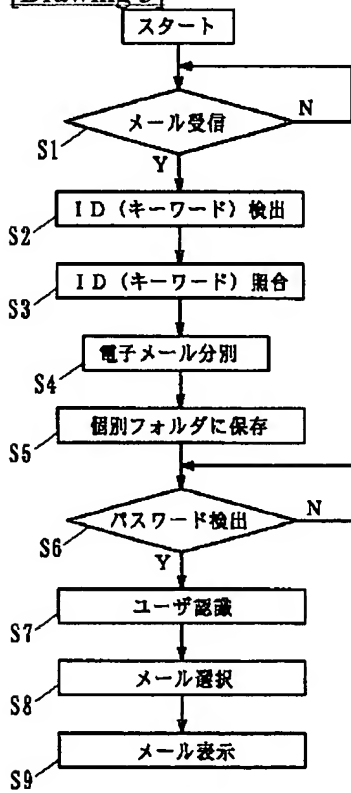 [Drawing 3]
スタート
メール受信
N
S1
Y
ID (キーワード) 検出
S2
ID (キーワード) 照合
S3
電子メール分別
S4
個別フォルダに保存
S5
パスワード検出
N
S6
Y
ユーザ認識
S7
メール選択
S8
メール表示
S9